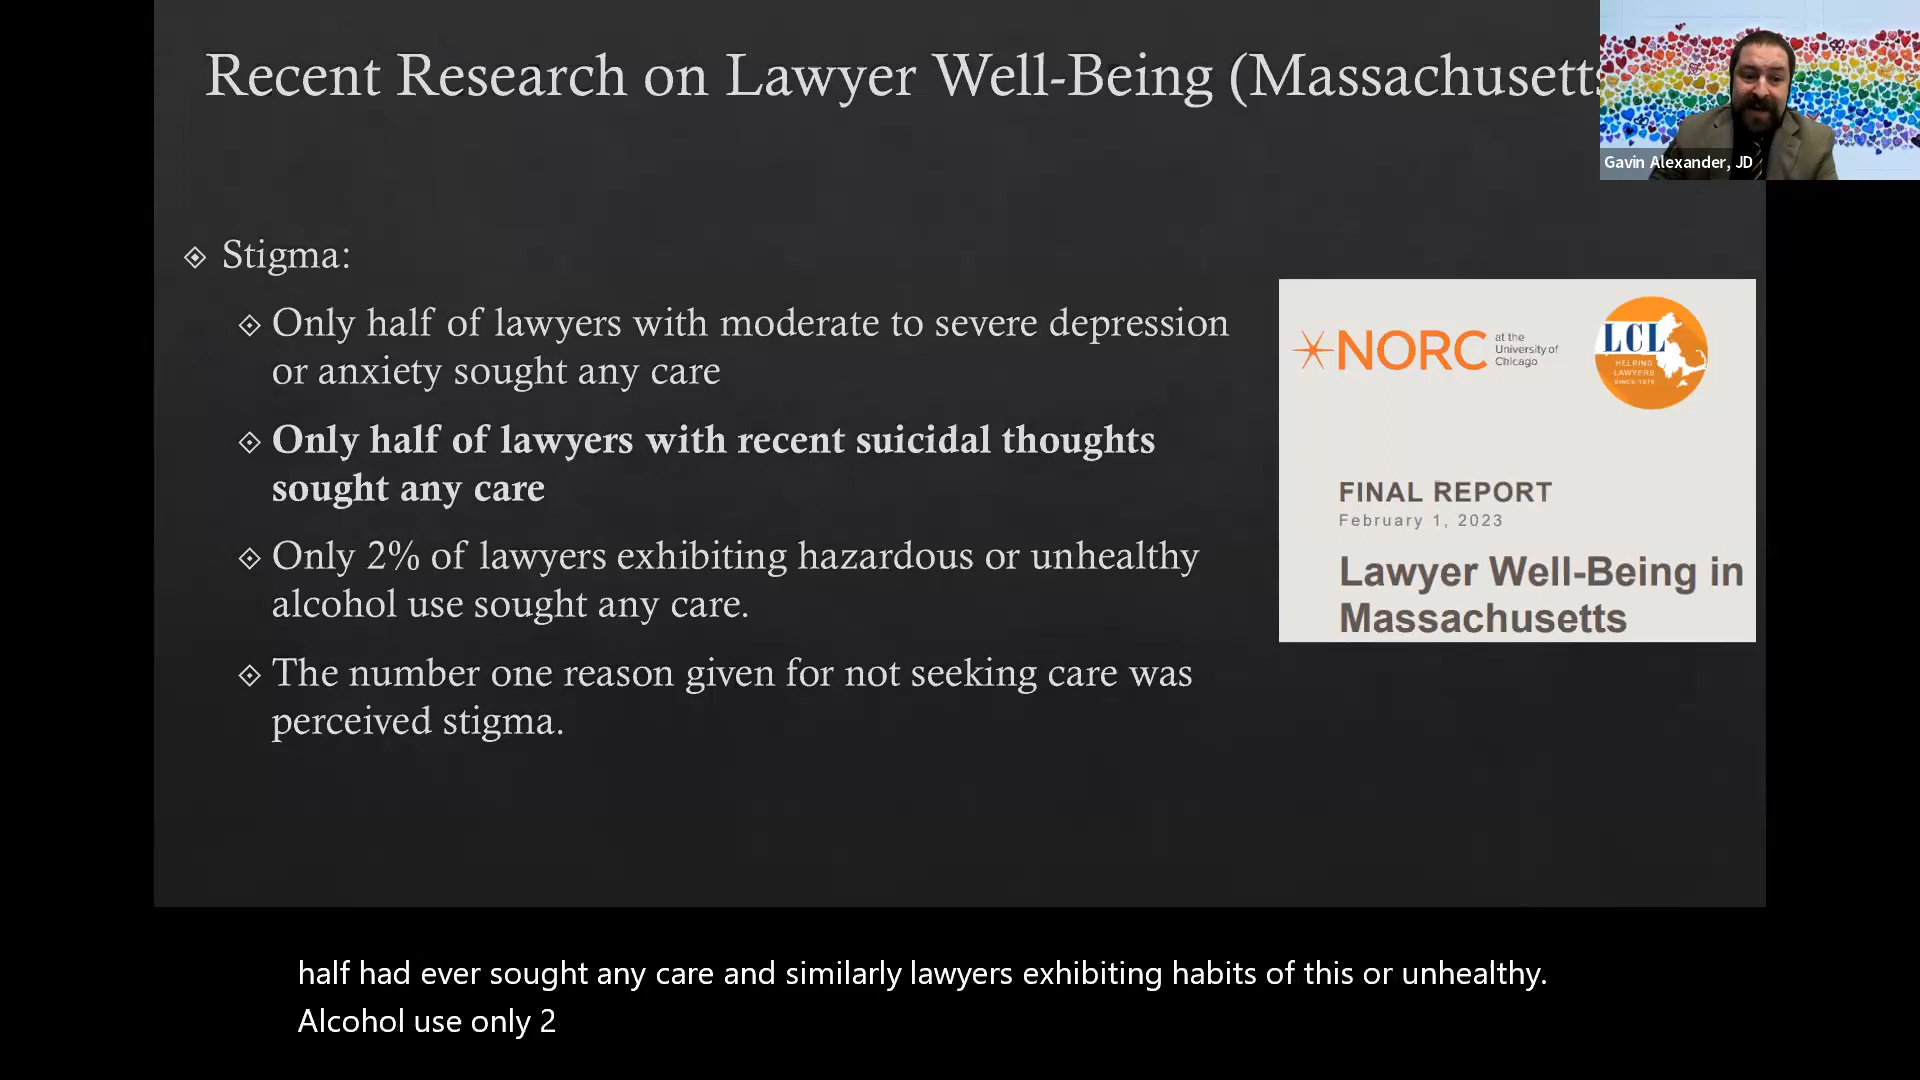 Recent Research on Lawyer Well-Being (Massachusetts
Gavin Alexander, JD
Stigma:
Only half of lawyers with moderate to severe depression
or anxiety sought any care
Only half of lawyers with recent suicidal thoughts
sought any care
Only 2% of lawyers exhibiting hazardous or unhealthy
alcohol use sought any care.
The number one reason given for not seeking care was
perceived stigma.
NORC
at the
University of
Chicago
LCL
HELPING
LAWYERS
SINCE 1978
FINAL REPORT
February 1, 2023
Lawyer Well-Being in
Massachusetts
half had ever sought any care and similarly lawyers exhibiting habits of this or unhealthy.
Alcohol use only 2